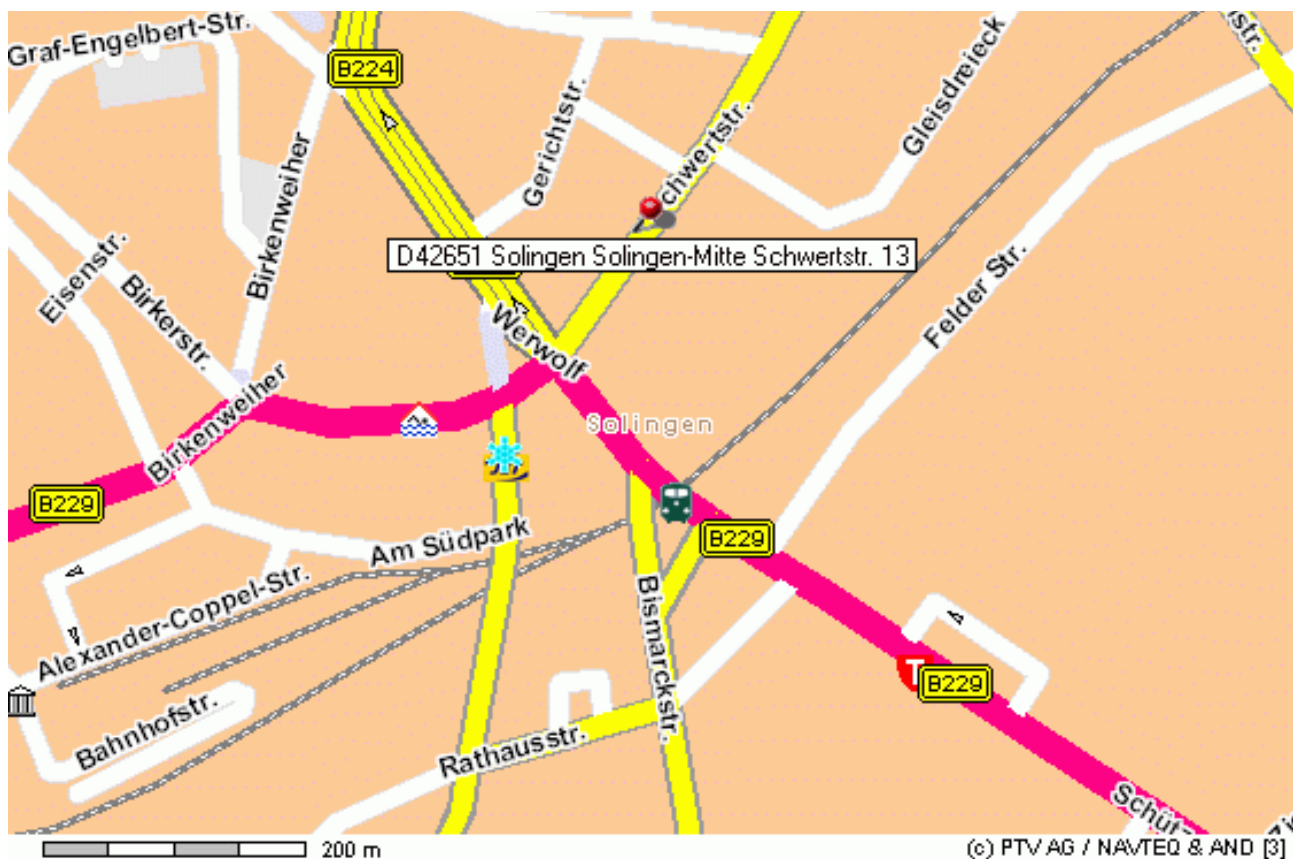 Graf-Engelbert-Str.
B224
Gerichtstr.
chwertstr.
Gleisdreieck
str.
Birkenweiher
Eisenstr.
Birkerstr.
D42651 Solingen Solingen-Mitte Schwertstr. 13
Felder Str.
Werwolf
Birkenweiher
Solingen
B229
B229
Am Südpark
Alexander-Coppel-Str.
Bismarckstr.
T
B229
Bahnhofstr.
Rathausstr.
Schütz
200 m
(c) PTV AG / NAVTEQ & AND [3]